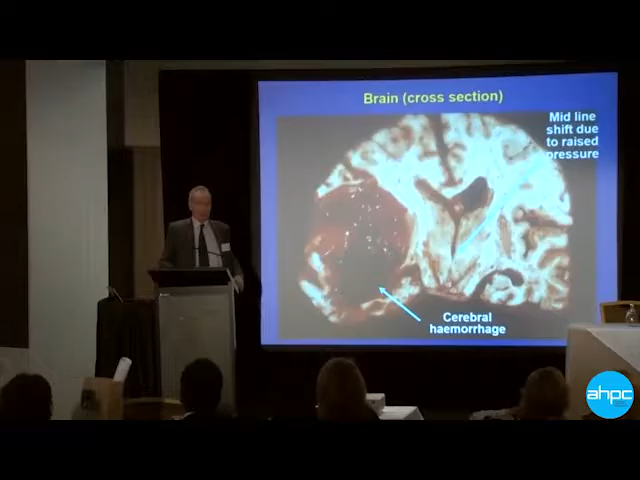 Brain (cross section)
Mid line
shift due
to raised
pressure
Cerebral
haemorrhage
ahpc